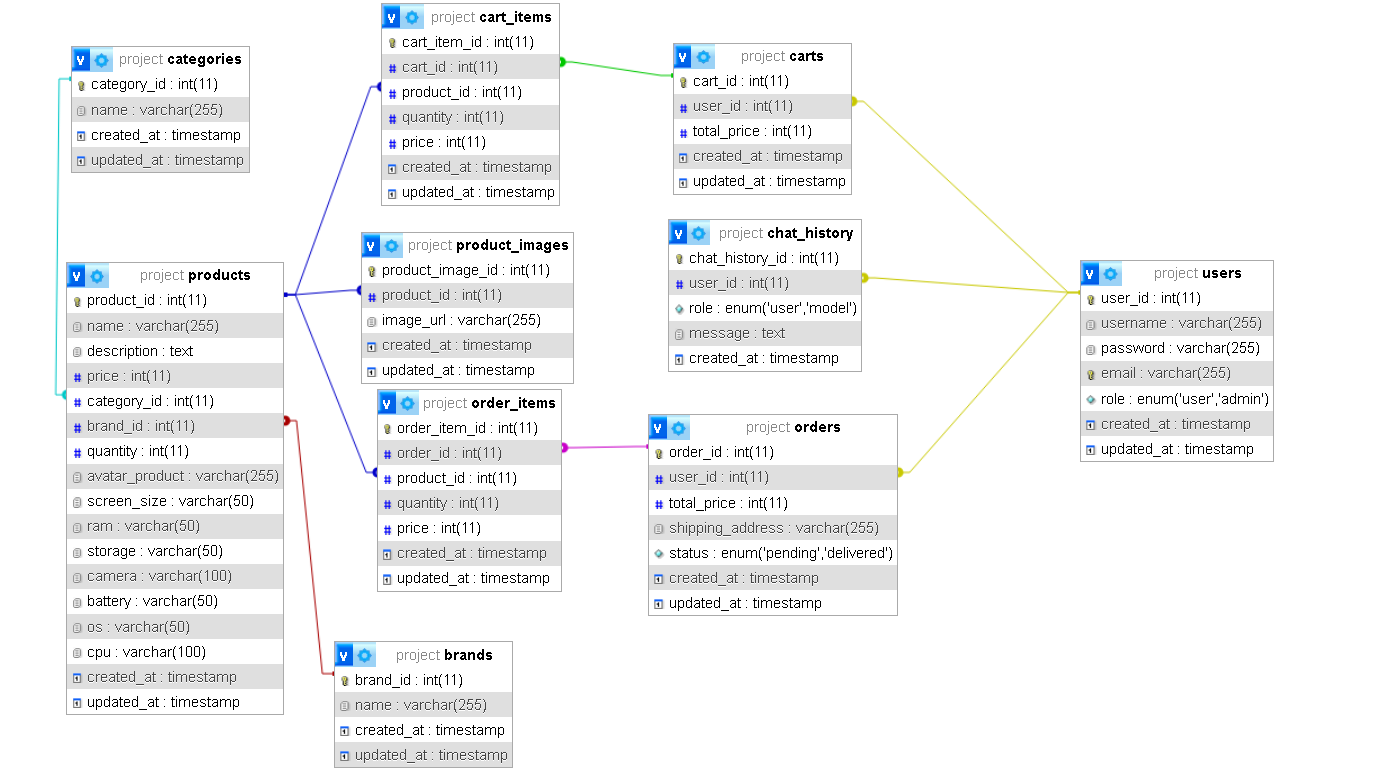 v project categories
category_id : int(11)
name : varchar(255)
created_at : timestamp
updated_at : timestamp
v project cart_items
cart_item_id : int(11)
cart_id : int(11)
product_id : int(11)
quantity : int(11)
price : int(11)
created_at : timestamp
updated_at : timestamp
v project carts
cart_id : int(11)
user_id : int(11)
total_price : int(11)
created_at : timestamp
updated_at : timestamp
v project products
product_id : int(11)
name : varchar(255)
description : text
price : int(11)
category_id : int(11)
brand_id : int(11)
quantity : int(11)
avatar_product : varchar(255)
screen_size : varchar(50)
ram : varchar(50)
storage : varchar(50)
camera : varchar(100)
battery : varchar(50)
os : varchar(50)
cpu : varchar(100)
created_at : timestamp
updated_at : timestamp
v project product_images
product_image_id : int(11)
product_id : int(11)
image_url : varchar(255)
created_at : timestamp
updated_at : timestamp
v project chat_history
chat_history_id : int(11)
user_id : int(11)
role : enum('user','model')
message : text
created_at : timestamp
v project users
user_id : int(11)
username : varchar(255)
password : varchar(255)
email : varchar(255)
role : enum('user','admin')
created_at : timestamp
updated_at : timestamp
v project order_items
order_item_id : int(11)
order_id : int(11)
product_id : int(11)
quantity : int(11)
price : int(11)
created_at : timestamp
updated_at : timestamp
v project orders
order_id : int(11)
user_id : int(11)
total_price : int(11)
shipping_address : varchar(255)
status : enum('pending','delivered')
created_at : timestamp
updated_at : timestamp
v project brands
brand_id : int(11)
name : varchar(255)
created_at : timestamp
updated_at : timestamp